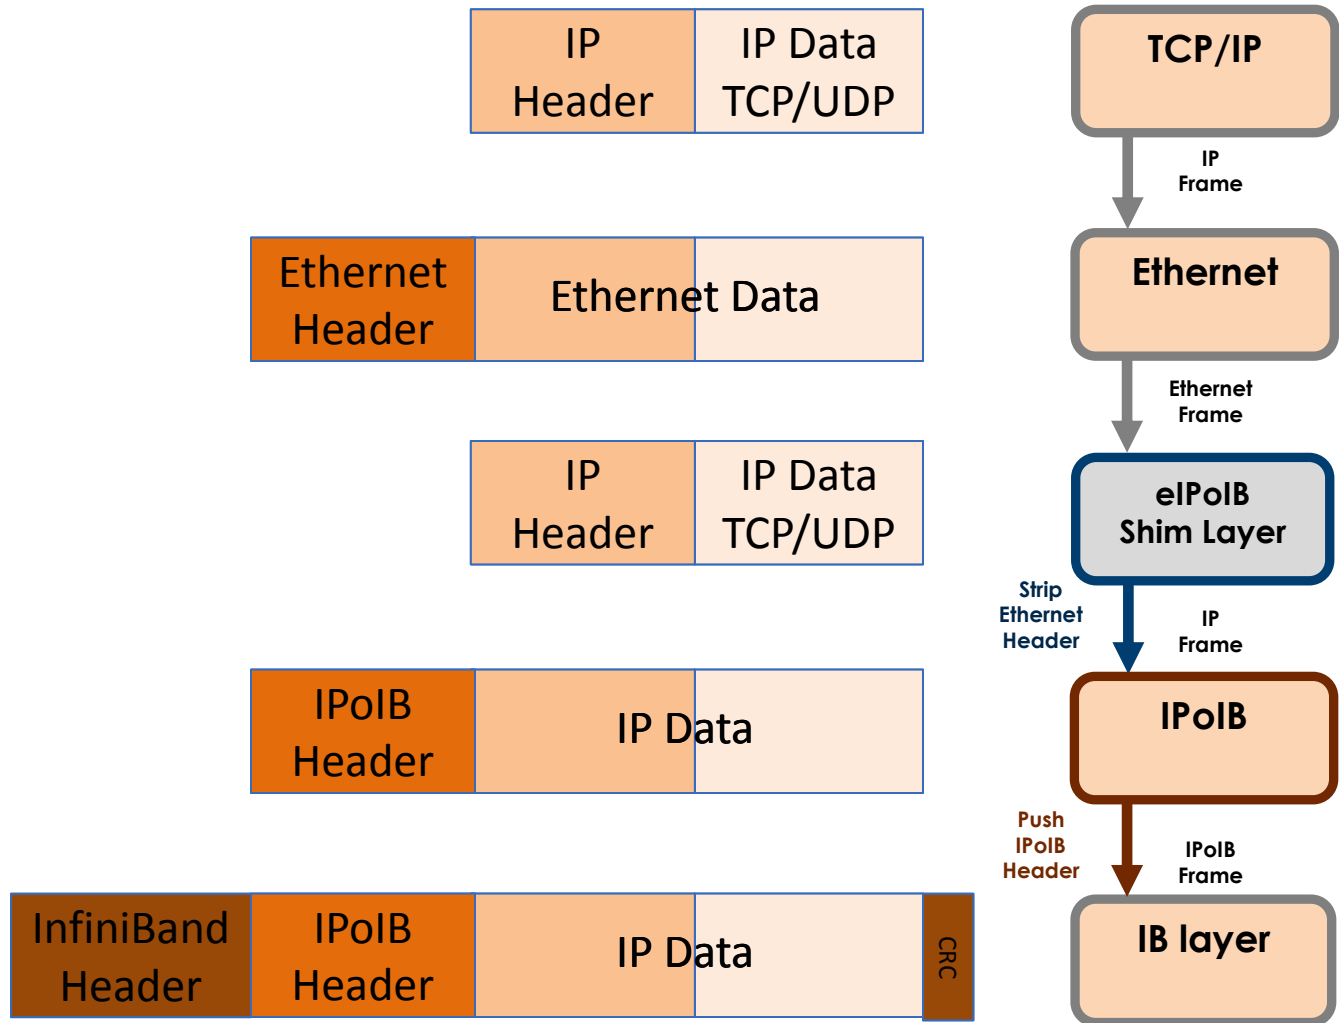 IP
Header
IP Data
TCP/UDP
TCP/IP
IP
Frame
Ethernet
Header
Ethernet Data
Ethernet
Ethernet
Frame
IP
Header
IP Data
TCP/UDP
eIPoIB
Shim Layer
Strip
Ethernet
Header
IP
Frame
IPoIB
Header
IP Data
IPoIB
Push
IPoIB
Header
IPoIB
Frame
InfiniBand
Header
IPoIB
Header
IP Data
CRC
IB layer